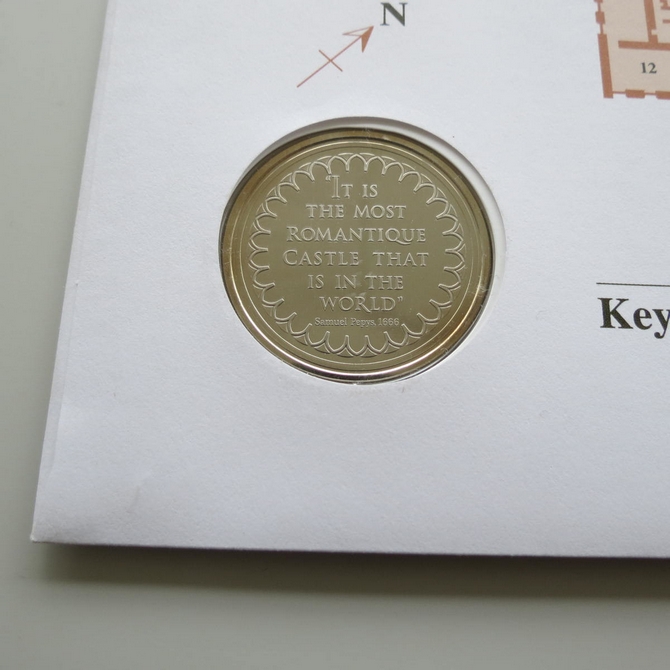 N
12
"IT IS
THE MOST
ROMANTIQUE
CASTLE THAT
IS IN THE
WORLD"
Samuel Pepys, 1666
Key